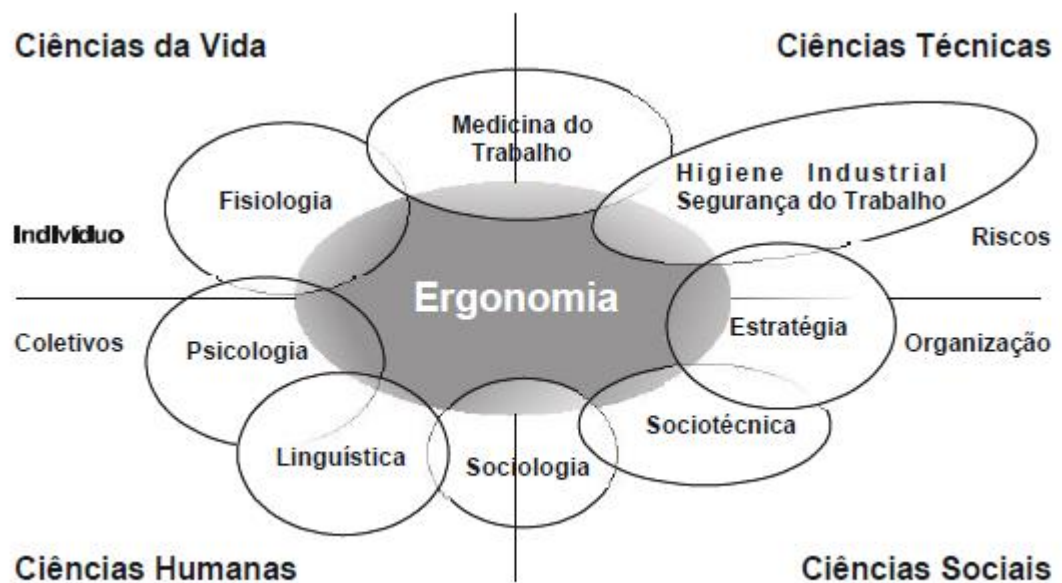 Ciências da Vida
Ciências Técnicas
Medicina do
Trabalho
Higiene Industrial
Segurança do Trabalho
Fisiologia
Indivíduo
Riscos
Ergonomia
Coletivos
Psicologia
Estratégia
Organização
Sociotécnica
Linguística
Sociologia
Ciências Humanas
Ciências Sociais